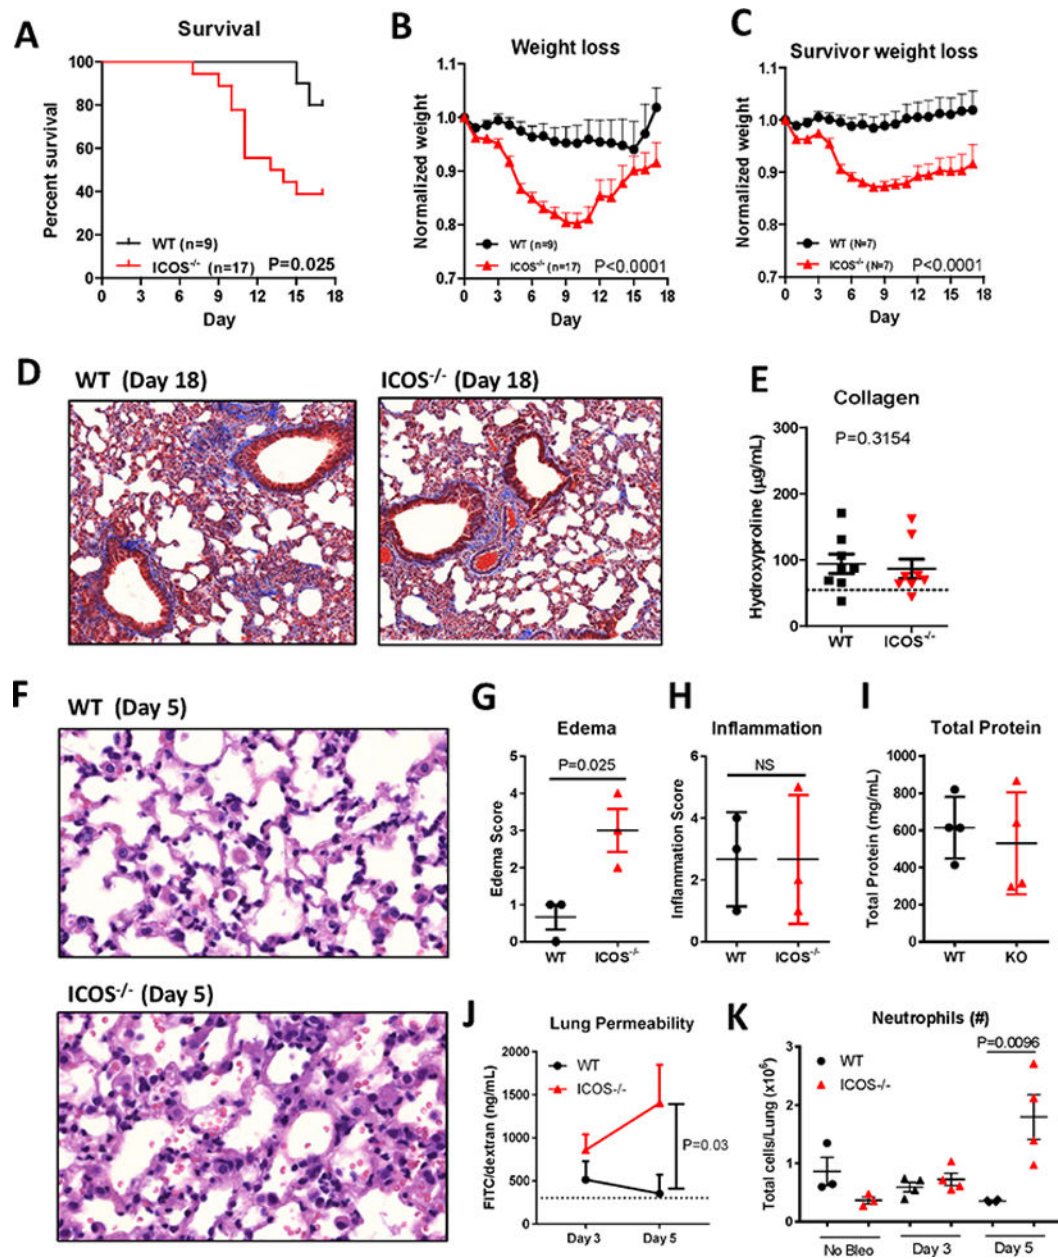 A
Survival
Percent survival
100
80
60
40
20
0
WT (n=9)
ICOS-/- (n=17) P=0.025
0 3 6 9 12 15 18
Day
B
Weight loss
Normalized weight
1.1
1.0
0.9
0.8
0.7
WT (n=9)
ICOS-/- (n=17) P<0.0001
0 3 6 9 12 15 18
Day
C
Survivor weight loss
Normalized weight
1.1
1.0
0.9
0.8
0.7
WT (N=7)
ICOS-/- (N=7) P<0.0001
0 3 6 9 12 15 18
Day
D
WT (Day 18)
ICOS-/- (Day 18)
E
Collagen
P=0.3154
Hydroxyproline (µg/mL)
300
200
100
0
WT ICOS-/-
F
WT (Day 5)
ICOS-/- (Day 5)
G
Edema
P=0.025
Edema Score
5
4
3
2
1
0
WT ICOS-/-
H
Inflammation
NS
Inflammation Score
6
4
2
0
WT ICOS-/-
I
Total Protein
Total Protein (mg/mL)
1000
800
600
400
200
0
WT KO
J
Lung Permeability
FITC/dextran (ng/mL)
2000
1500
1000
500
0
WT
ICOS-/-
P=0.03
Day 3 Day 5
K
Neutrophils (#)
WT
ICOS-/-
P=0.0096
Total cells/Lung (x10⁵)
3
2
1
0
No Bleo Day 3 Day 5